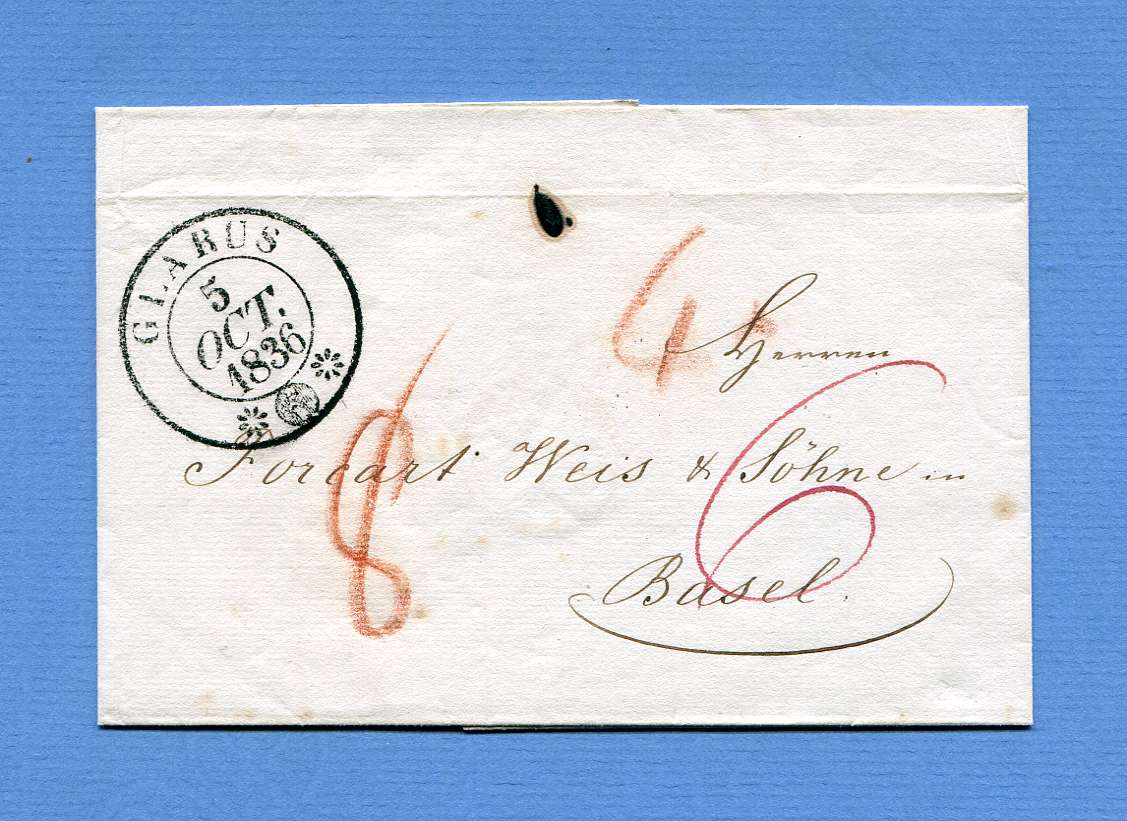 GLARUS
5
OCT.
1836
4
Herren
8
Forcart Weis & Söhne in
6
Basel.